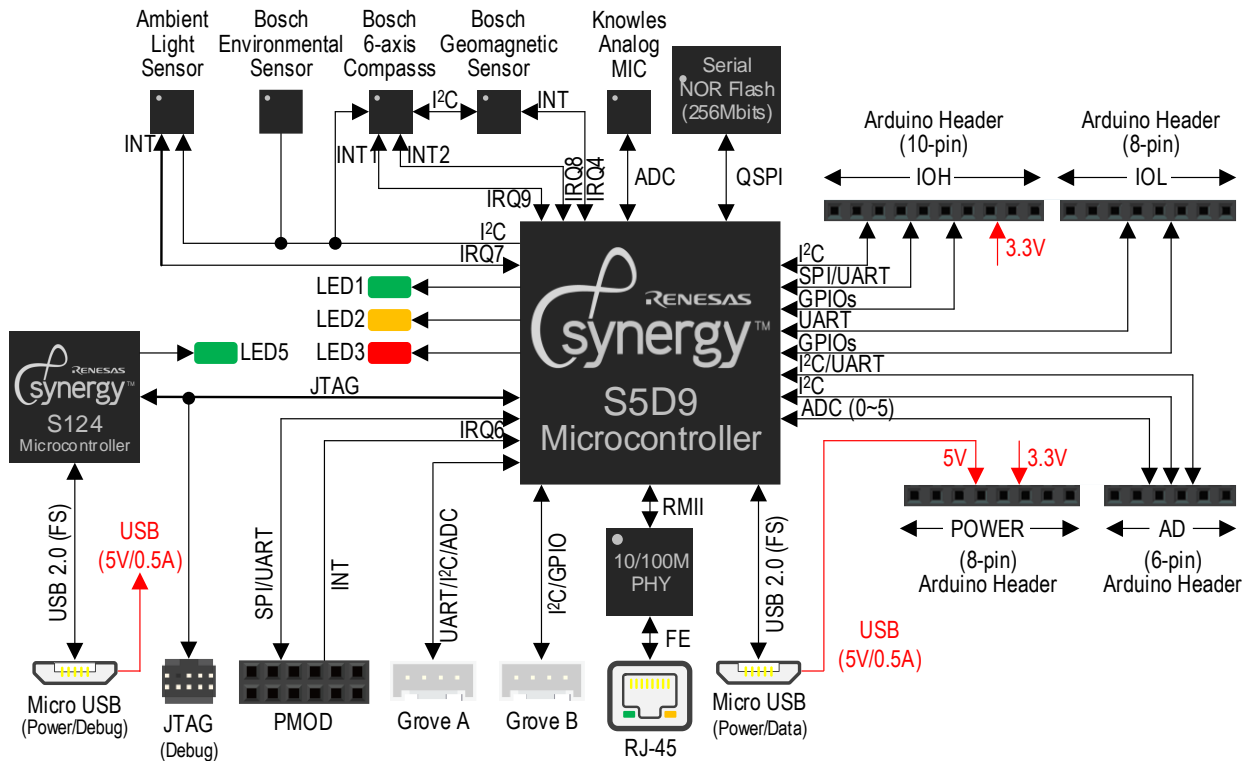 Ambient
Light
Sensor
Bosch
Environmental
Sensor
Bosch
6-axis
Compasss
Bosch
Geomagnetic
Sensor
Knowles
Analog
MIC
Serial
NOR Flash
(256Mbits)
I²C
INT
INT
INT1
INT2
IRQ8
IRQ4
IRQ9
ADC
QSPI
Arduino Header
(10-pin)
IOH
Arduino Header
(8-pin)
IOL
3.3V
I²C
IRQ7
LED1
LED2
LED3
LED5
RENESAS
synergy™
S5D9
Microcontroller
I²C
SPI/UART
GPIOs
UART
GPIOs
I²C/UART
I²C
ADC (0~5)
RENESAS
synergy™
S124
Microcontroller
JTAG
IRQ6
5V
3.3V
POWER
(8-pin)
Arduino Header
AD
(6-pin)
Arduino Header
USB 2.0 (FS)
USB
(5V/0.5A)
SPI/UART
INT
UART/I²C/ADC
I²C/GPIO
RMII
10/100M
PHY
FE
USB 2.0 (FS)
USB
(5V/0.5A)
Micro USB
(Power/Debug)
JTAG
(Debug)
PMOD
Grove A
Grove B
RJ-45
Micro USB
(Power/Data)